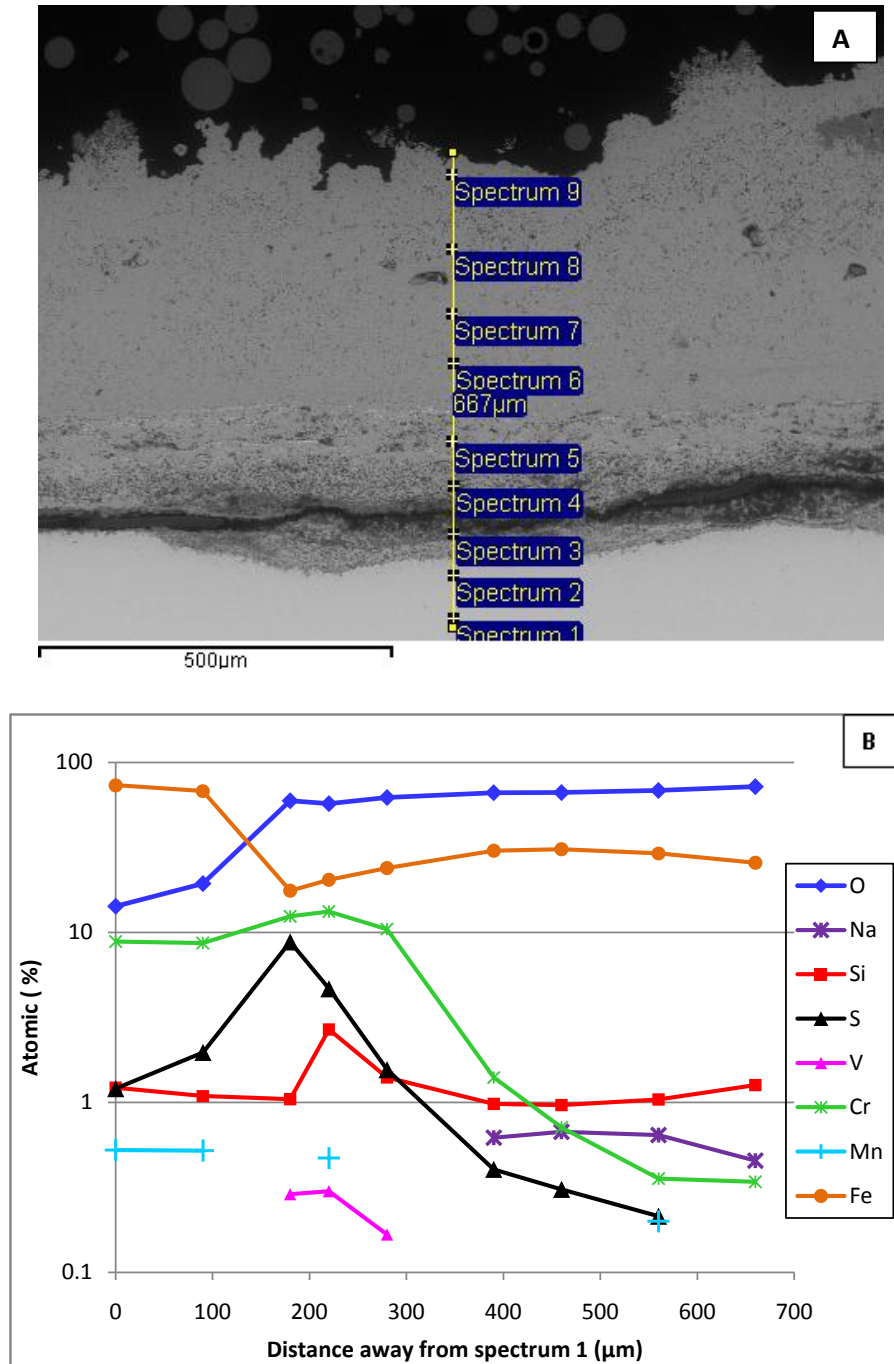 A
Spectrum 9
Spectrum 8
Spectrum 7
Spectrum 6
667µm
Spectrum 5
Spectrum 4
Spectrum 3
Spectrum 2
Spectrum 1
500µm
B
100
10
1
0.1
Atomic ( %)
0 100 200 300 400 500 600 700
Distance away from spectrum 1 (µm)
O
Na
Si
S
V
Cr
Mn
Fe